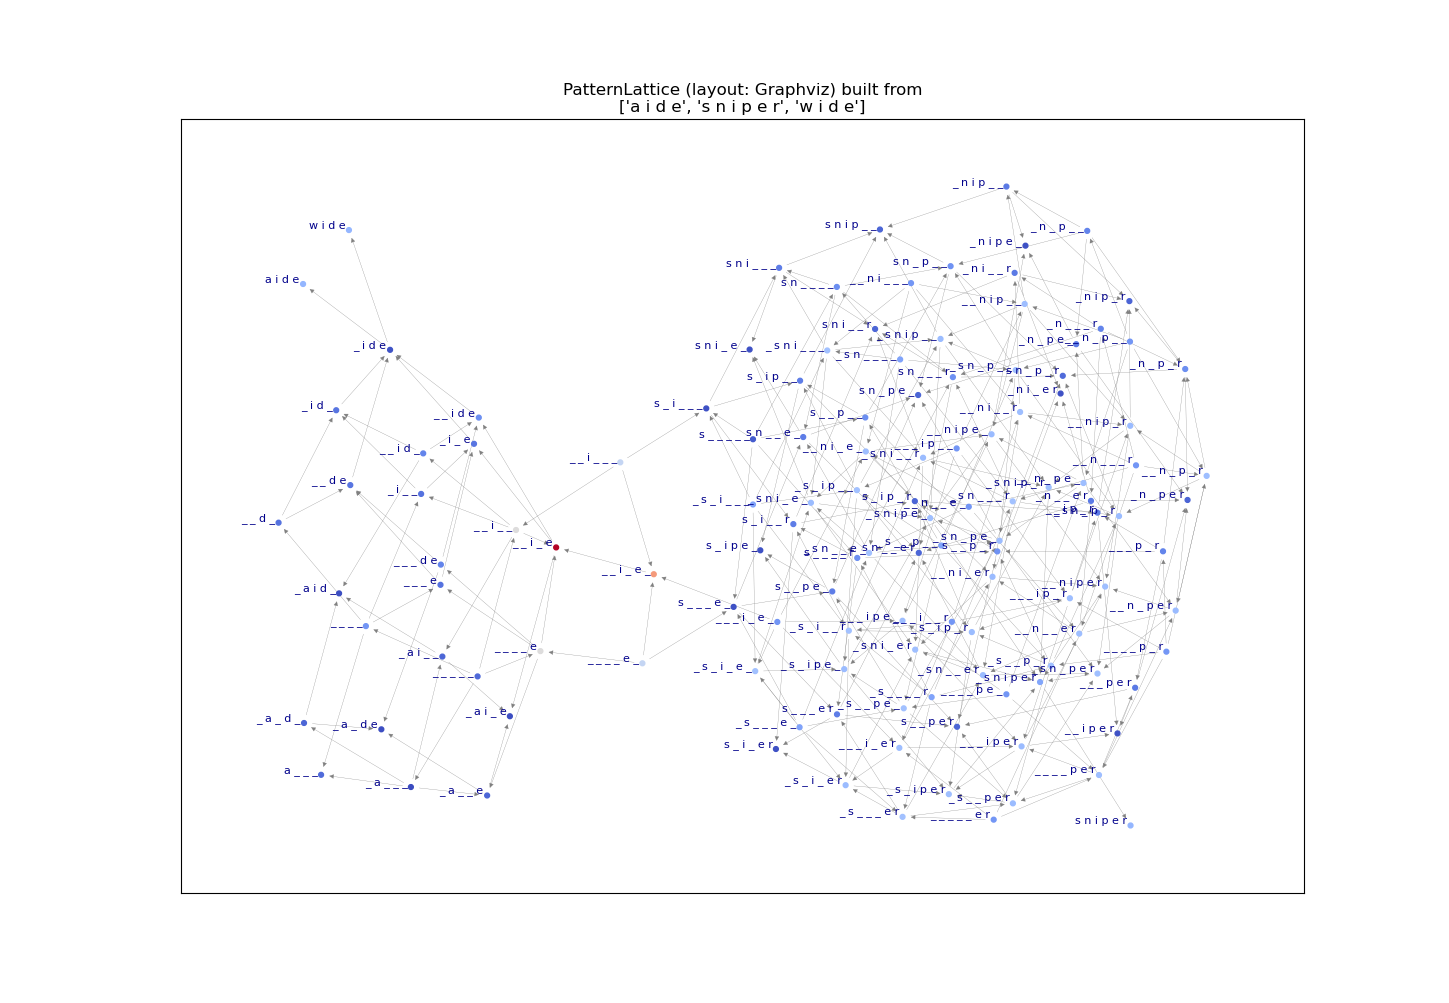 PatternLattice (layout: Graphviz) built from
['a i d e', 's n i p e r', 'w i d e']
_ n i p _ _
w i d e
s n i p _ _
_ n _ p _ _
_ n i p e _
s n i _ _ _
s n _ p _ _
_ n i _ _ r
a i d e
s n _ _ _ _
_ _ n i _ _ _
_ _ n i p _ _
_ n i p _ r
s n i _ _ r
_ n _ _ _ r
_ i d e
s n i _ e _
_ s n i _ _ _
_ n _ p e _
_ n _ p _ r
s _ i p _ _
s n _ _ _ r
s n _ p _ r
s n _ p e _
_ n i _ e r
_ i d _
_ _ i d e
s _ i _ _ _
s _ _ p _ _
_ _ n i _ _ r
_ _ n i p _ r
_ i _ e
s _ _ _ _ _
s n _ _ e _
_ _ n i p e _
_ _ i d _
_ _ i _ _ _
_ _ n i _ e _
_ _ n _ _ _ r
_ _ n _ p _ r
_ _ d e
_ i _ _
_ s _ i p _ _
_ s _ i _ _ _
s n i _ e _
s _ i p _ r
_ n _ p e r
_ _ d _
_ _ i _ _
s _ i _ _ r
s n i p e _
_ _ i _ e
s _ i p e _
_ _ _ d e
_ _ i _ e _
_ _ n i _ e r
_ a i d _
s _ _ p e _
_ _ n _ p e r
s _ _ _ e _
_ s _ i _ _ r
_ s _ i p _ r
_ _ n _ _ e r
_ a i _ _
_ _ _ _ e
_ _ _ _ e _
_ s _ i _ e _
_ s _ i p e _
_ s n i _ e r
_ _ _ _ p _ r
_ _ _ _ _
_ s n _ _ e r
_ s n i p e r
_ _ _ p e r
_ a i _ e
_ a _ d _
_ a _ d e
s _ _ _ e r
_ s _ _ p e _
_ s _ _ _ e _
s _ _ p e r
_ _ i p e r
s _ i _ e r
_ _ _ i _ e r
_ _ _ i p e r
a _ _ _
_ a _ _ _
_ a _ _ e
_ s _ i _ e r
_ s _ i p e r
_ s _ _ p e r
_ _ _ _ p e r
_ s _ _ _ e r
_ _ _ _ _ e r
s n i p e r